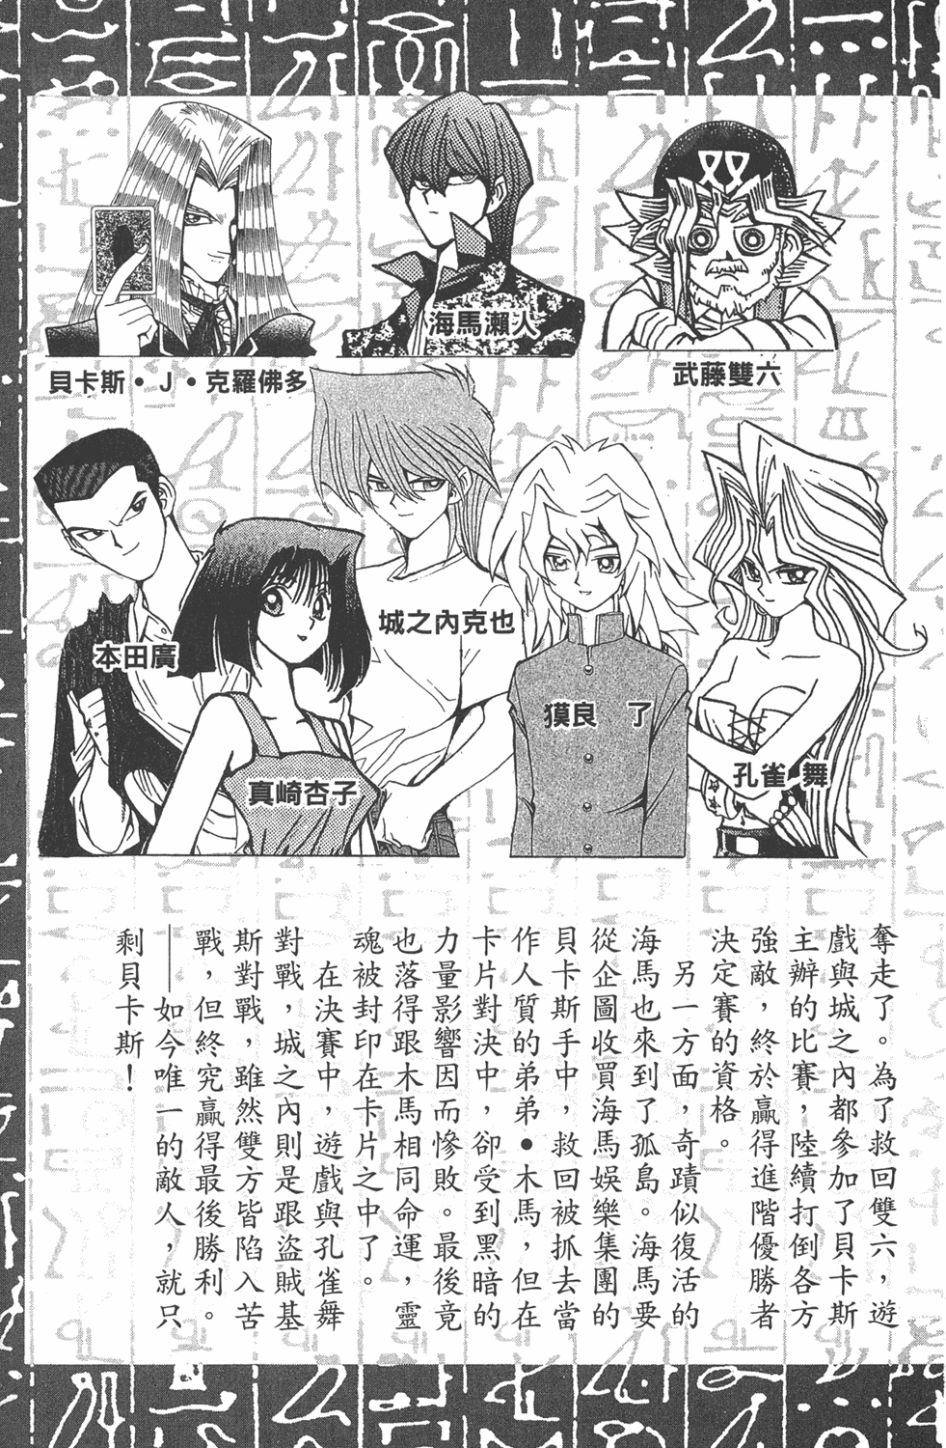 双
貝卡斯・J・克羅佛多
海馬瀨人
武藤雙六
本田廣
真崎杏子
城之內克也
獏良　了
孔雀　舞
奪走了。為了救回雙六，遊
戲與城之內都參加了貝卡斯
主辦的比賽，陸續打倒各方
強敵，終於贏得進階優勝者
決定賽的資格。
另一方面，奇蹟似復活的
海馬也來到了孤島。海馬要
從企圖收買海馬娛樂集團的
貝卡斯手中，救回被抓去當
作人質的弟弟・木馬，但在
卡片對決中，卻受到黑暗的
力量影響因而慘敗。最後竟
也落得跟木馬相同命運，靈
魂被封印在卡片之中了。
在決賽中，遊戲與孔雀舞
對戰，城之內則是跟盜賊基
斯對戰，雖然雙方皆陷入苦
戰，但終究贏得最後勝利。
——如今唯一的敵人，就只
剩貝卡斯！